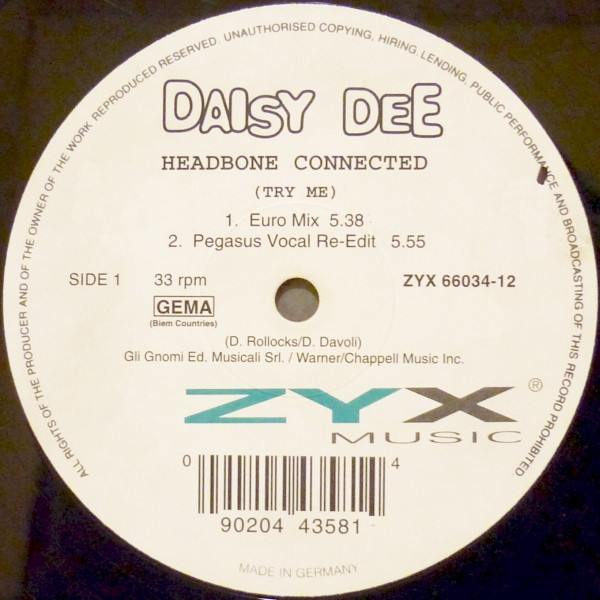 ALL RIGHTS OF THE PRODUCER AND OF THE OWNER OF THE WORK REPRODUCED RESERVED. UNAUTHORISED COPYING, HIRING, LENDING, PUBLIC PERFORMANCE AND BROADCASTING OF THIS RECORD PROHIBITED
DAISY DEE
HEADBONE CONNECTED
(TRY ME)
1. Euro Mix 5.38
2. Pegasus Vocal Re-Edit 5.55
SIDE 1 33 rpm ZYX 66034-12
GEMA
(Biem Countries)
(D. Rollocks/D. Davoli)
Gli Gnomi Ed. Musicali Srl. / Warner/Chappell Music Inc.
ZYX ®
MUSIC
0 4
90204 43581
MADE IN GERMANY